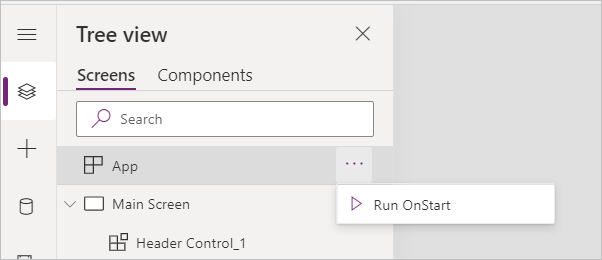 Tree view
Screens Components
Search
App
Run OnStart
Main Screen
Header Control_1